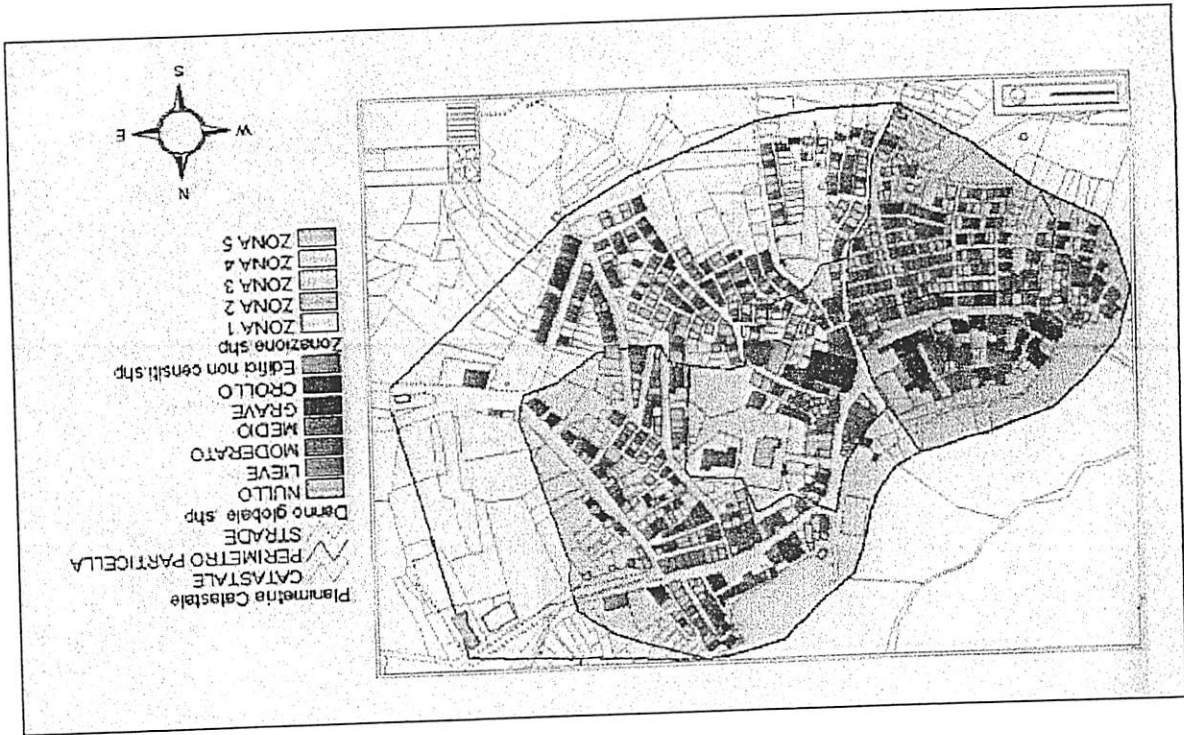 Planimetria Catastale
CATASTALE
PERIMETRO PARTICELLA
STRADE
Danno globale .shp
NULLO
LIEVE
MODERATO
MEDIO
GRAVE
CROLLO
Edifici non censiti.shp
Zonazione.shp
ZONA 1
ZONA 2
ZONA 3
ZONA 4
ZONA 5
N
W
E
S